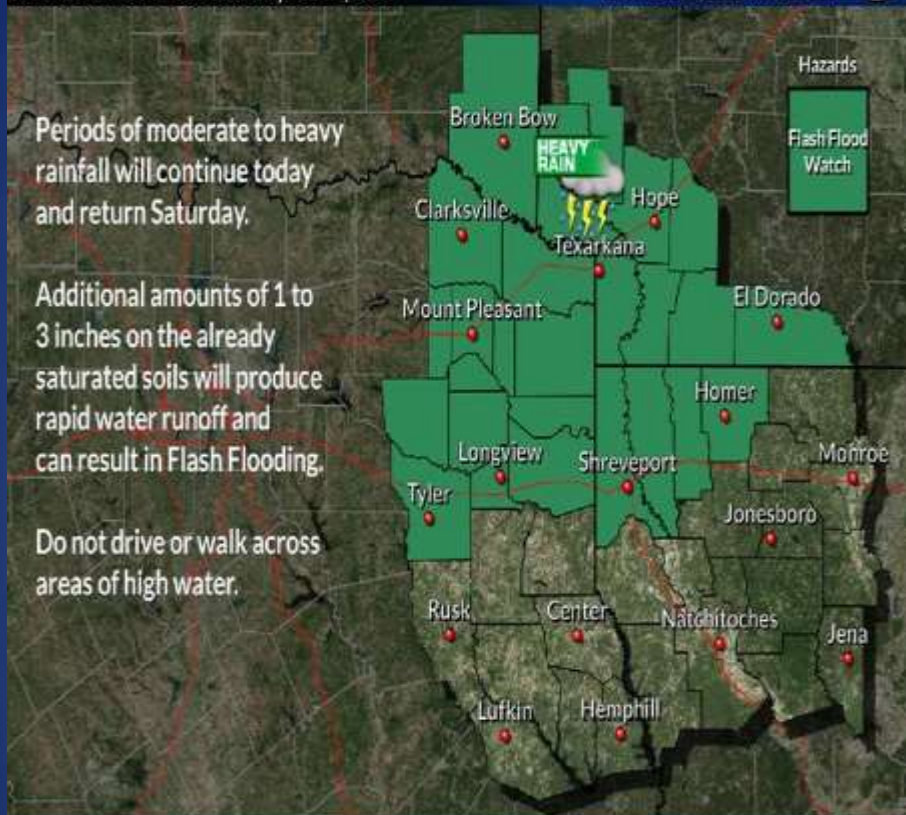 Periods of moderate to heavy
rainfall will continue today
and return Saturday.
Additional amounts of 1 to
3 inches on the already
saturated soils will produce
rapid water runoff and
can result in Flash Flooding.
Do not drive or walk across
areas of high water.
Hazards
Flash Flood
Watch
Broken Bow
HEAVY
RAIN
Clarksville
Hope
Texarkana
Mount Pleasant
El Dorado
Homer
Longview
Shreveport
Monroe
Tyler
Jonesboro
Rusk
Center
Natchitoches
Jena
Lufkin
Hemphill